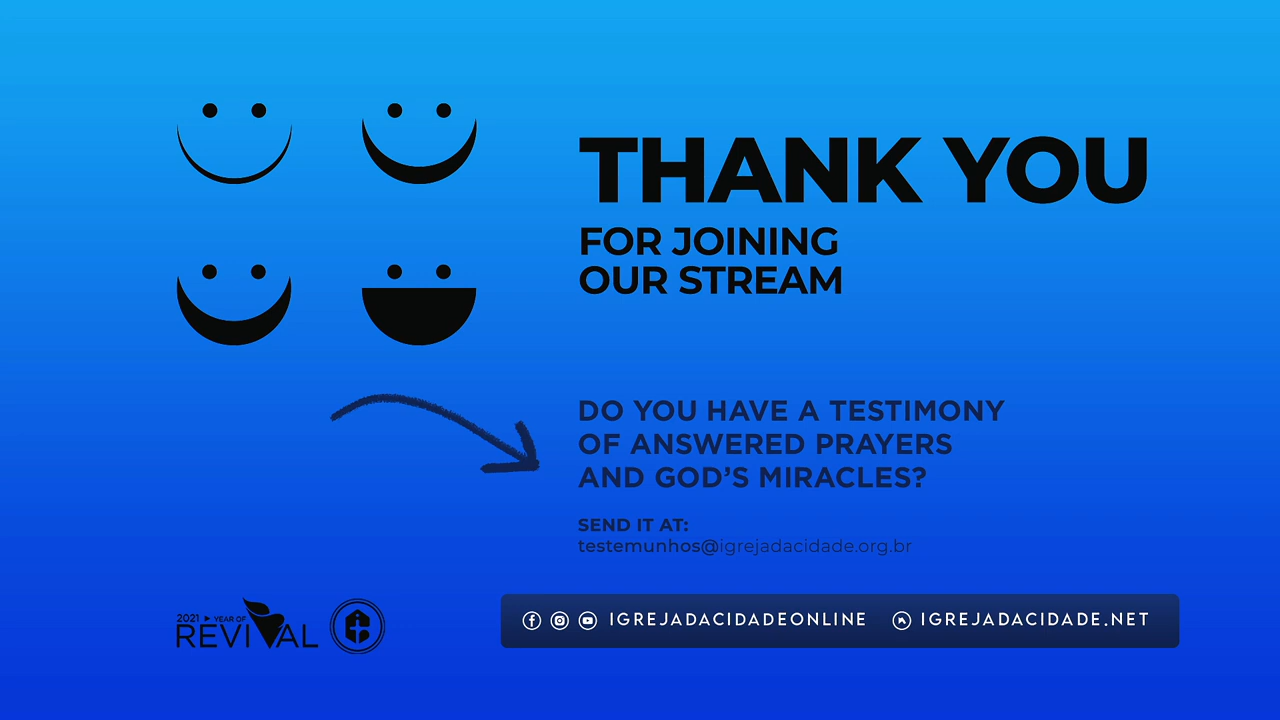 THANK YOU
FOR JOINING
OUR STREAM
DO YOU HAVE A TESTIMONY
OF ANSWERED PRAYERS
AND GOD'S MIRACLES?
SEND IT AT:
testemunhos@igrejadacidade.org.br
2021 YEAR OF
REVIVAL
IGREJADACIDADEONLINE IGREJADACIDADE.NET